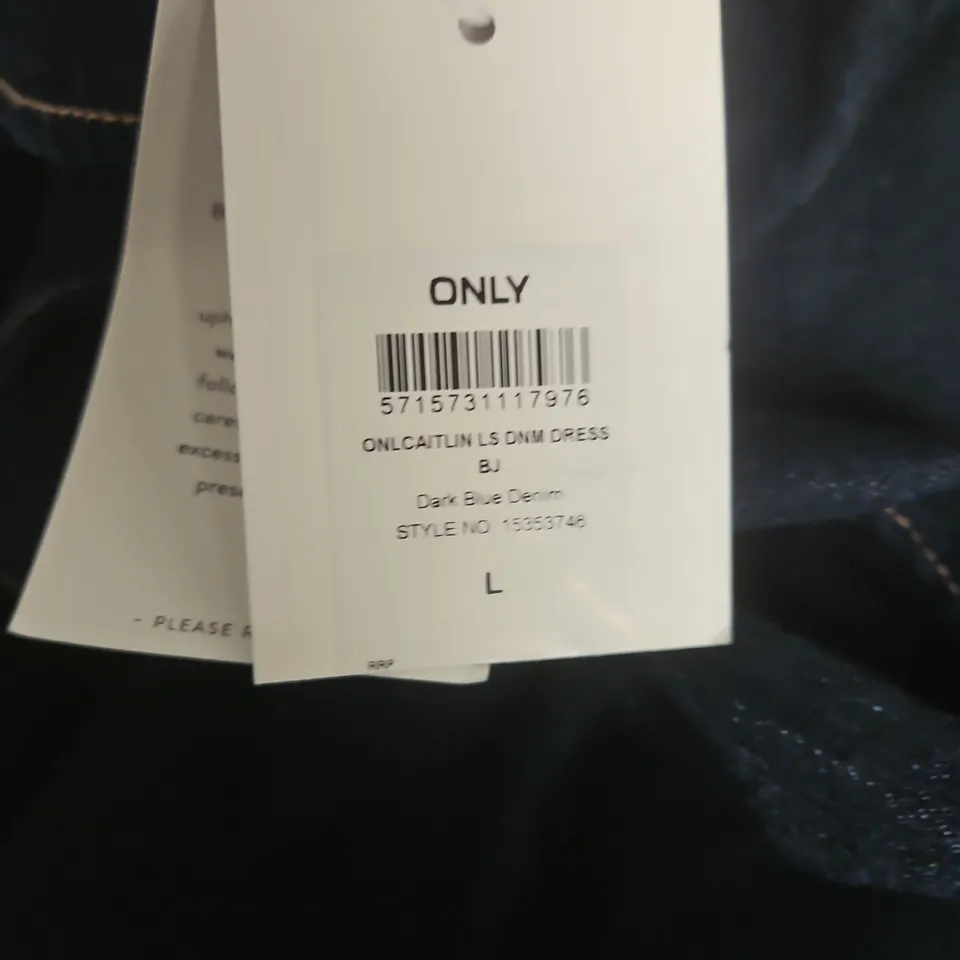 ONLY
5715731117976
ONLCAITLIN LS DNM DRESS
BJ
Dark Blue Denim
STYLE NO 15353746
L
RRP
- PLEASE